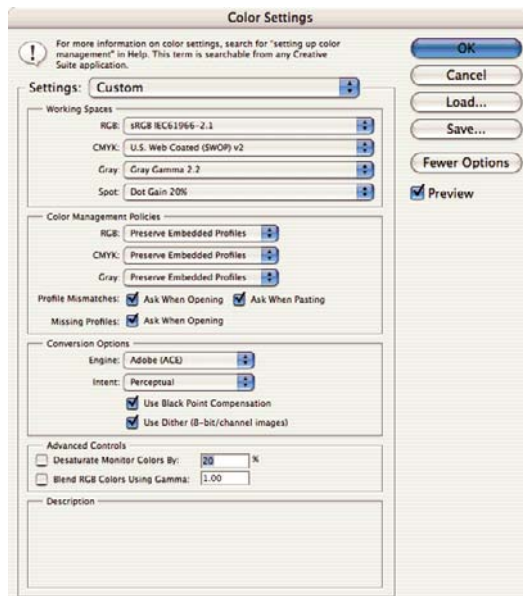 Color Settings
For more information on color settings, search for "setting up color
management" in Help. This term is searchable from any Creative
Suite application.
Settings: Custom
Working Spaces
RGB: sRGB IEC61966-2.1
CMYK: U.S. Web Coated (SWOP) v2
Gray: Gray Gamma 2.2
Spot: Dot Gain 20%
Color Management Policies
RGB: Preserve Embedded Profiles
CMYK: Preserve Embedded Profiles
Gray: Preserve Embedded Profiles
Profile Mismatches: Ask When Opening Ask When Pasting
Missing Profiles: Ask When Opening
Conversion Options
Engine: Adobe (ACE)
Intent: Perceptual
Use Black Point Compensation
Use Dither (8-bit/channel images)
Advanced Controls
Desaturate Monitor Colors By: 20 %
Blend RGB Colors Using Gamma: 1.00
Description
OK
Cancel
Load...
Save...
Fewer Options
Preview